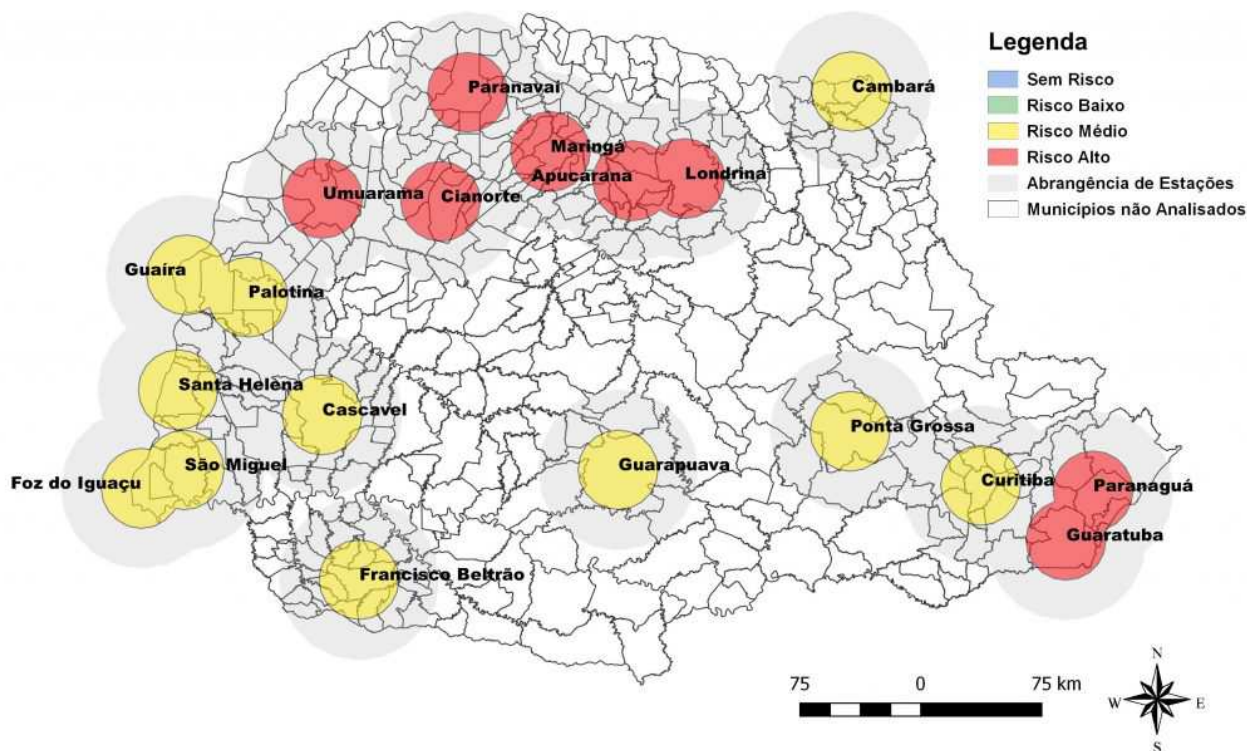 Legenda
Sem Risco
Risco Baixo
Risco Médio
Risco Alto
Abrangência de Estações
Municípios não Analisados
Paranavaí
Cambará
Maringá
Apucarana
Londrina
Umuarama
Cianorte
Guaíra
Palotina
Santa Helena
Cascavel
São Miguel
Foz do Iguaçu
Guarapuava
Ponta Grossa
Curitiba
Paranaguá
Guaratuba
Francisco Beltrão
75 0 75 km
N
W E
S